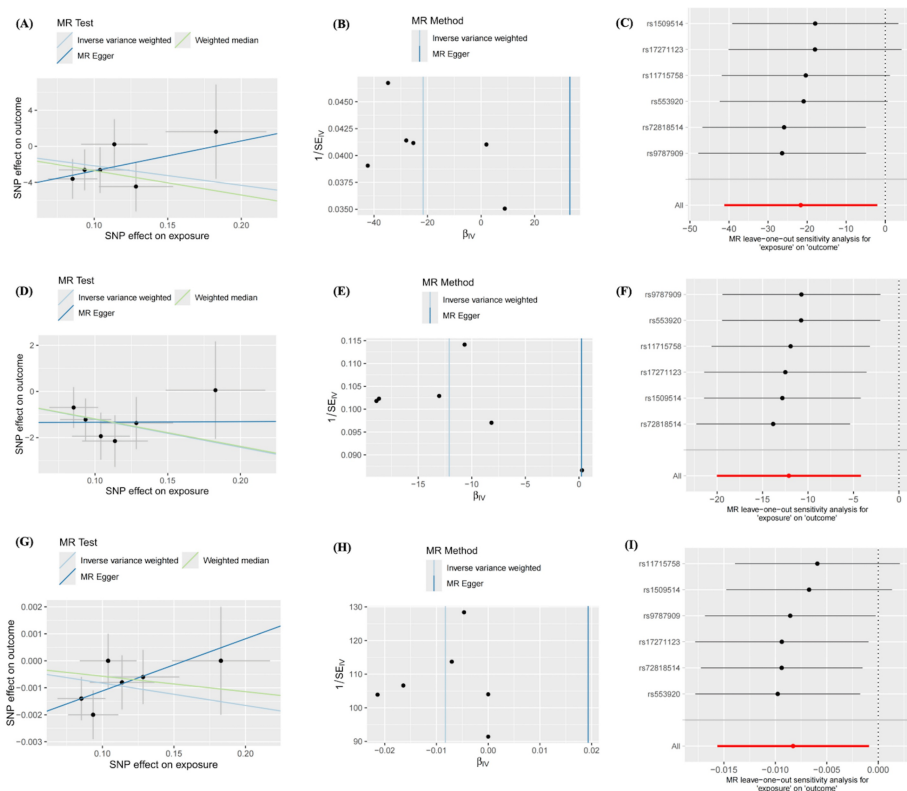 (A)
MR Test
Inverse variance weighted
Weighted median
MR Egger
SNP effect on outcome
4
0
−4
0.10
0.15
0.20
SNP effect on exposure
(B)
MR Method
Inverse variance weighted
MR Egger
1/SEIV
0.0450
0.0425
0.0400
0.0375
0.0350
−40
−20
0
20
βIV
(C)
rs1509514
rs17271123
rs11715758
rs553920
rs72818514
rs9787909
All
−50
−40
−30
−20
−10
0
MR leave−one−out sensitivity analysis for
'exposure' on 'outcome'
(D)
MR Test
Inverse variance weighted
Weighted median
MR Egger
SNP effect on outcome
2
0
−2
0.10
0.15
0.20
SNP effect on exposure
(E)
MR Method
Inverse variance weighted
MR Egger
1/SEIV
0.115
0.110
0.105
0.100
0.095
0.090
−15
−10
−5
0
βIV
(F)
rs9787909
rs553920
rs11715758
rs17271123
rs1509514
rs72818514
All
−20
−15
−10
−5
0
MR leave−one−out sensitivity analysis for
'exposure' on 'outcome'
(G)
MR Test
Inverse variance weighted
Weighted median
MR Egger
SNP effect on outcome
0.002
0.001
0.000
−0.001
−0.002
−0.003
0.10
0.15
0.20
SNP effect on exposure
(H)
MR Method
Inverse variance weighted
MR Egger
1/SEIV
130
120
110
100
90
−0.02
−0.01
0.00
0.01
0.02
βIV
(I)
rs11715758
rs1509514
rs9787909
rs17271123
rs72818514
rs553920
All
−0.015
−0.010
−0.005
0.000
MR leave−one−out sensitivity analysis for
'exposure' on 'outcome'